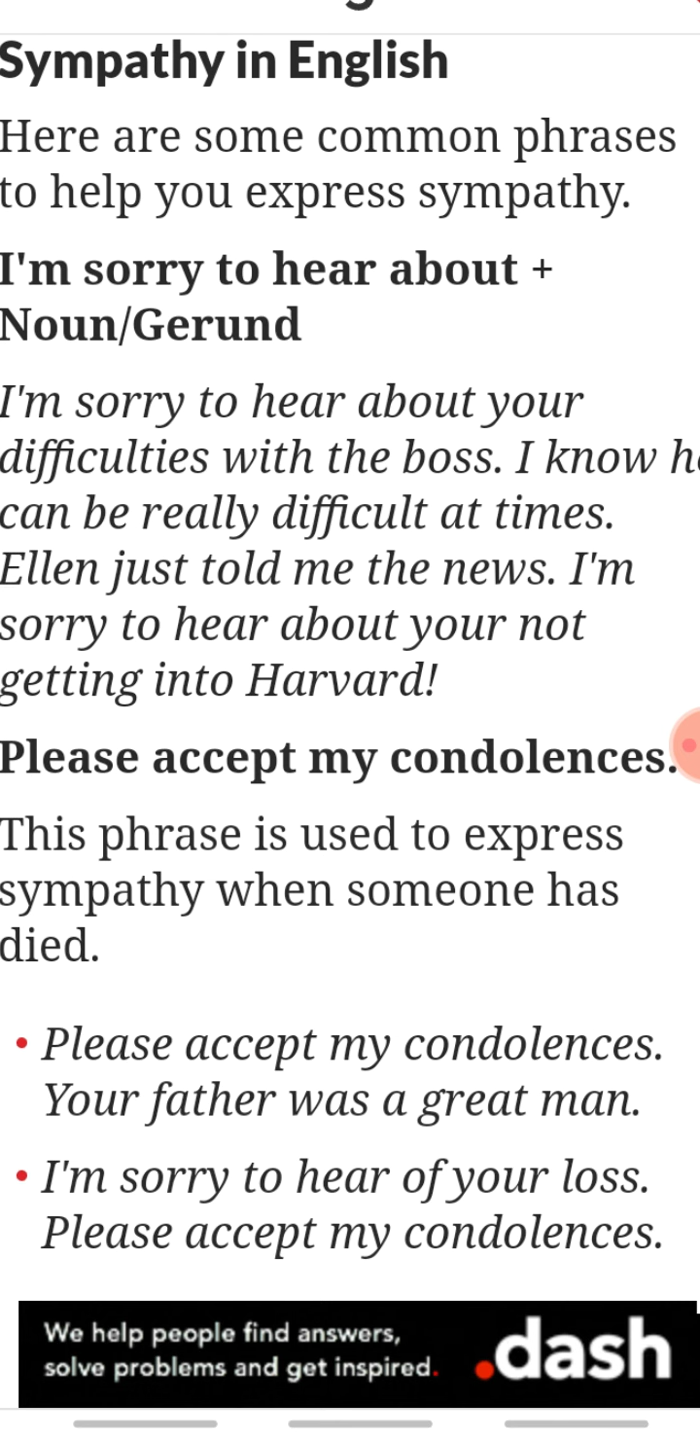 Sympathy in English
Here are some common phrases
to help you express sympathy.
I'm sorry to hear about +
Noun/Gerund
I'm sorry to hear about your
difficulties with the boss. I know
can be really difficult at times.
Ellen just told me the news. I'm
sorry to hear about your not
getting into Harvard!
Please accept my condolences.
This phrase is used to express
sympathy when someone has
died.
• Please accept my condolences.
Your father was a great man.
• I'm sorry to hear of your loss.
Please accept my condolences.
We help people find answers,
solve problems and get inspired.
.dash